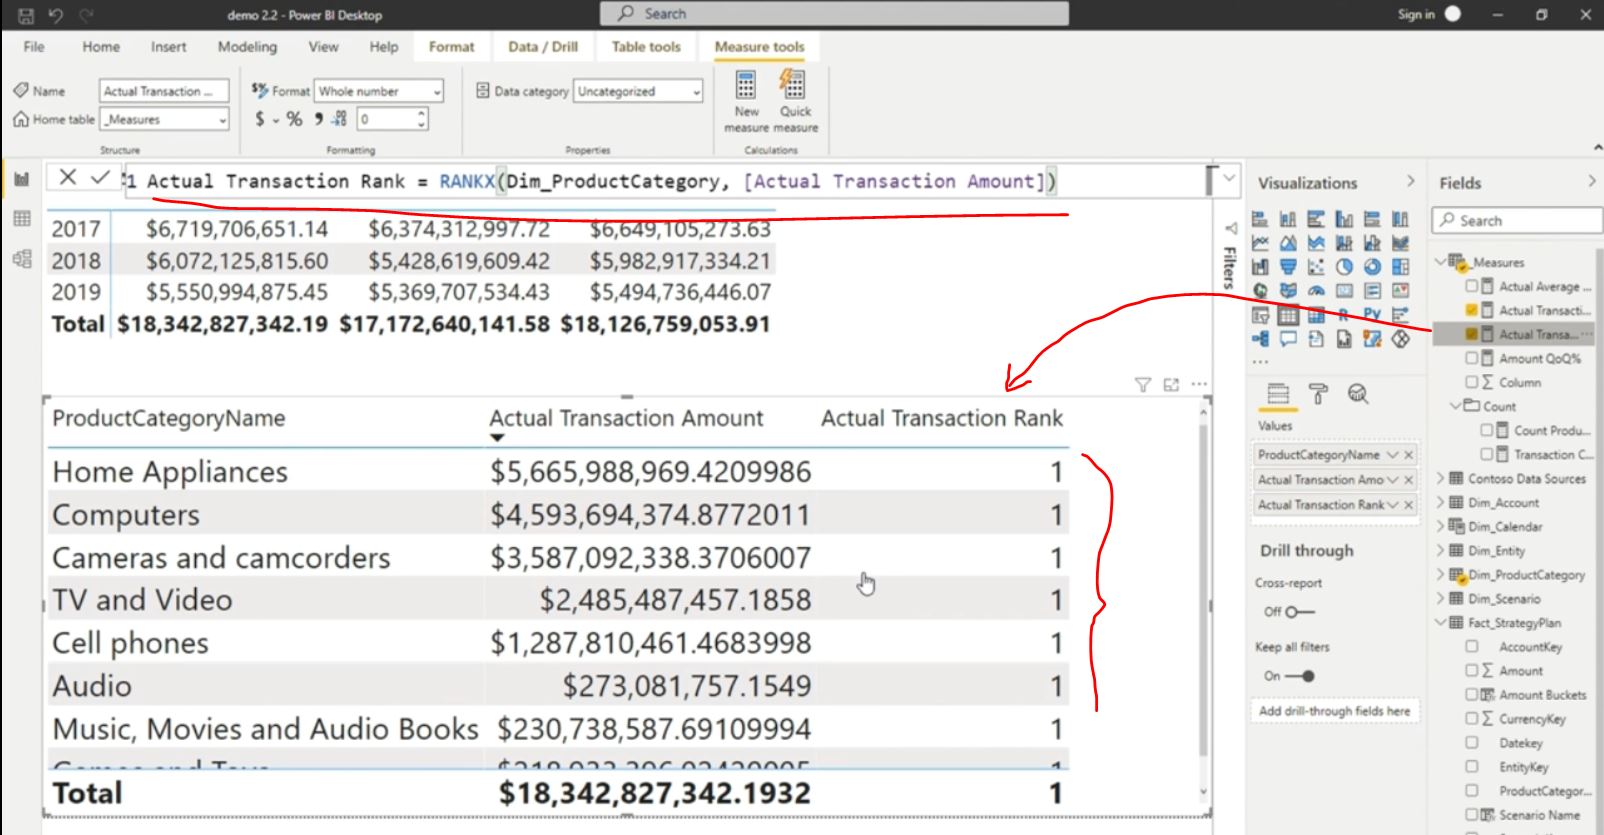 demo 2.2 - Power BI Desktop
Search
Sign in
File Home Insert Modeling View Help Format Data / Drill Table tools Measure tools
Name Actual Transaction ...
Home table _Measures
Structure
Format Whole number
$ % 0
Formatting
Data category Uncategorized
Properties
New measure
Quick measure
Calculations
1 Actual Transaction Rank = RANKX(Dim_ProductCategory, [Actual Transaction Amount])
2017 $6,719,706,651.14 $6,374,312,997.72 $6,649,105,273.63
2018 $6,072,125,815.60 $5,428,619,609.42 $5,982,917,334.21
2019 $5,550,994,875.45 $5,369,707,534.43 $5,494,736,446.07
Total $18,342,827,342.19 $17,172,640,141.58 $18,126,759,053.91
ProductCategoryName Actual Transaction Amount Actual Transaction Rank
Home Appliances $5,665,988,969.4209986 1
Computers $4,593,694,374.8772011 1
Cameras and camcorders $3,587,092,338.3706007 1
TV and Video $2,485,487,457.1858 1
Cell phones $1,287,810,461.4683998 1
Audio $273,081,757.1549 1
Music, Movies and Audio Books $230,738,587.69109994 1
Total $18,342,827,342.1932 1
Filters
Visualizations
R Py
...
Values
ProductCategoryName
Actual Transaction Amo
Actual Transaction Rank
Drill through
Cross-report
Off
Keep all filters
On
Add drill-through fields here
Fields
Search
_Measures
Actual Average ...
Actual Transacti...
Actual Transa... ...
Amount QoQ%
Column
Count
Count Produ...
Transaction C...
Contoso Data Sources
Dim_Account
Dim_Calendar
Dim_Entity
Dim_ProductCategory
Dim_Scenario
Fact_StrategyPlan
AccountKey
Amount
Amount Buckets
CurrencyKey
Datekey
EntityKey
ProductCategor...
Scenario Name